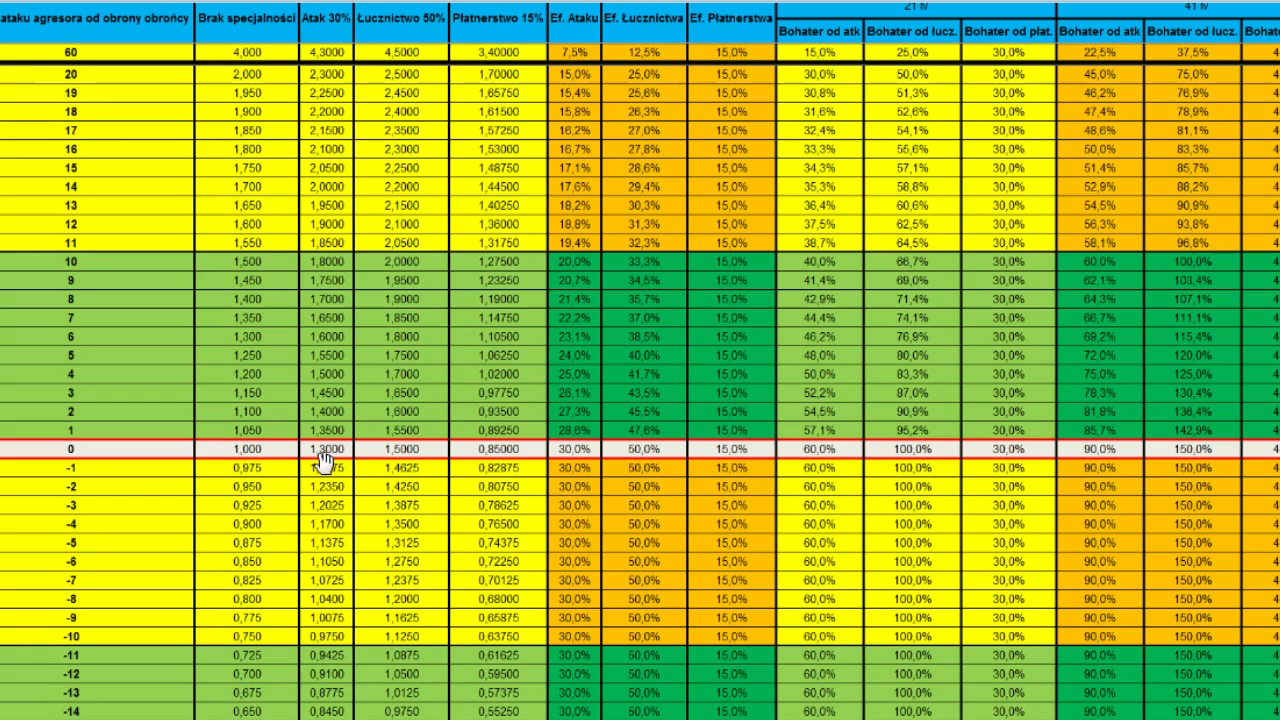 21 lv 41 lv
ataku agresora od obrony obrońcy Brak specjalności Atak 30% Łucznictwo 50% Płatnerstwo 15% Ef. Ataku Ef. Łucznictwa Ef. Płatnerstwa Bohater od atk Bohater od łucz. Bohater od płat. Bohater od atk Bohater od łucz.
60 4,000 4,3000 4,5000 3,40000 7,5% 12,5% 15,0% 15,0% 25,0% 30,0% 22,5% 37,5% 4
20 2,000 2,3000 2,5000 1,70000 15,0% 25,0% 15,0% 30,0% 50,0% 30,0% 45,0% 75,0% 4
19 1,950 2,2500 2,4500 1,65750 15,4% 25,6% 15,0% 30,8% 51,3% 30,0% 46,2% 76,9% 4
18 1,900 2,2000 2,4000 1,61500 15,8% 26,3% 15,0% 31,6% 52,6% 30,0% 47,4% 78,9% 4
17 1,850 2,1500 2,3500 1,57250 16,2% 27,0% 15,0% 32,4% 54,1% 30,0% 48,6% 81,1% 4
16 1,800 2,1000 2,3000 1,53000 16,7% 27,8% 15,0% 33,3% 55,6% 30,0% 50,0% 83,3% 4
15 1,750 2,0500 2,2500 1,48750 17,1% 28,6% 15,0% 34,3% 57,1% 30,0% 51,4% 85,7% 4
14 1,700 2,0000 2,2000 1,44500 17,6% 29,4% 15,0% 35,3% 58,8% 30,0% 52,9% 88,2% 4
13 1,650 1,9500 2,1500 1,40250 18,2% 30,3% 15,0% 36,4% 60,6% 30,0% 54,5% 90,9% 4
12 1,600 1,9000 2,1000 1,36000 18,8% 31,3% 15,0% 37,5% 62,5% 30,0% 56,3% 93,8% 4
11 1,550 1,8500 2,0500 1,31750 19,4% 32,3% 15,0% 38,7% 64,5% 30,0% 58,1% 96,8% 4
10 1,500 1,8000 2,0000 1,27500 20,0% 33,3% 15,0% 40,0% 66,7% 30,0% 60,0% 100,0% 4
9 1,450 1,7500 1,9500 1,23250 20,7% 34,5% 15,0% 41,4% 69,0% 30,0% 62,1% 103,4% 4
8 1,400 1,7000 1,9000 1,19000 21,4% 35,7% 15,0% 42,9% 71,4% 30,0% 64,3% 107,1% 4
7 1,350 1,6500 1,8500 1,14750 22,2% 37,0% 15,0% 44,4% 74,1% 30,0% 66,7% 111,1% 4
6 1,300 1,6000 1,8000 1,10500 23,1% 38,5% 15,0% 46,2% 76,9% 30,0% 69,2% 115,4% 4
5 1,250 1,5500 1,7500 1,06250 24,0% 40,0% 15,0% 48,0% 80,0% 30,0% 72,0% 120,0% 4
4 1,200 1,5000 1,7000 1,02000 25,0% 41,7% 15,0% 50,0% 83,3% 30,0% 75,0% 125,0% 4
3 1,150 1,4500 1,6500 0,97750 26,1% 43,5% 15,0% 52,2% 87,0% 30,0% 78,3% 130,4% 4
2 1,100 1,4000 1,6000 0,93500 27,3% 45,5% 15,0% 54,5% 90,9% 30,0% 81,8% 136,4% 4
1 1,050 1,3500 1,5500 0,89250 28,6% 47,6% 15,0% 57,1% 95,2% 30,0% 85,7% 142,9% 4
0 1,000 1,3000 1,5000 0,85000 30,0% 50,0% 15,0% 60,0% 100,0% 30,0% 90,0% 150,0% 4
-1 0,975 1,4625 0,82875 30,0% 50,0% 15,0% 60,0% 100,0% 30,0% 90,0% 150,0% 4
-2 0,950 1,2350 1,4250 0,80750 30,0% 50,0% 15,0% 60,0% 100,0% 30,0% 90,0% 150,0% 4
-3 0,925 1,2025 1,3875 0,78625 30,0% 50,0% 15,0% 60,0% 100,0% 30,0% 90,0% 150,0% 4
-4 0,900 1,1700 1,3500 0,76500 30,0% 50,0% 15,0% 60,0% 100,0% 30,0% 90,0% 150,0% 4
-5 0,875 1,1375 1,3125 0,74375 30,0% 50,0% 15,0% 60,0% 100,0% 30,0% 90,0% 150,0% 4
-6 0,850 1,1050 1,2750 0,72250 30,0% 50,0% 15,0% 60,0% 100,0% 30,0% 90,0% 150,0% 4
-7 0,825 1,0725 1,2375 0,70125 30,0% 50,0% 15,0% 60,0% 100,0% 30,0% 90,0% 150,0% 4
-8 0,800 1,0400 1,2000 0,68000 30,0% 50,0% 15,0% 60,0% 100,0% 30,0% 90,0% 150,0% 4
-9 0,775 1,0075 1,1625 0,65875 30,0% 50,0% 15,0% 60,0% 100,0% 30,0% 90,0% 150,0% 4
-10 0,750 0,9750 1,1250 0,63750 30,0% 50,0% 15,0% 60,0% 100,0% 30,0% 90,0% 150,0% 4
-11 0,725 0,9425 1,0875 0,61625 30,0% 50,0% 15,0% 60,0% 100,0% 30,0% 90,0% 150,0% 4
-12 0,700 0,9100 1,0500 0,59500 30,0% 50,0% 15,0% 60,0% 100,0% 30,0% 90,0% 150,0% 4
-13 0,675 0,8775 1,0125 0,57375 30,0% 50,0% 15,0% 60,0% 100,0% 30,0% 90,0% 150,0% 4
-14 0,650 0,8450 0,9750 0,55250 30,0% 50,0% 15,0% 60,0% 100,0% 30,0% 90,0% 150,0% 4